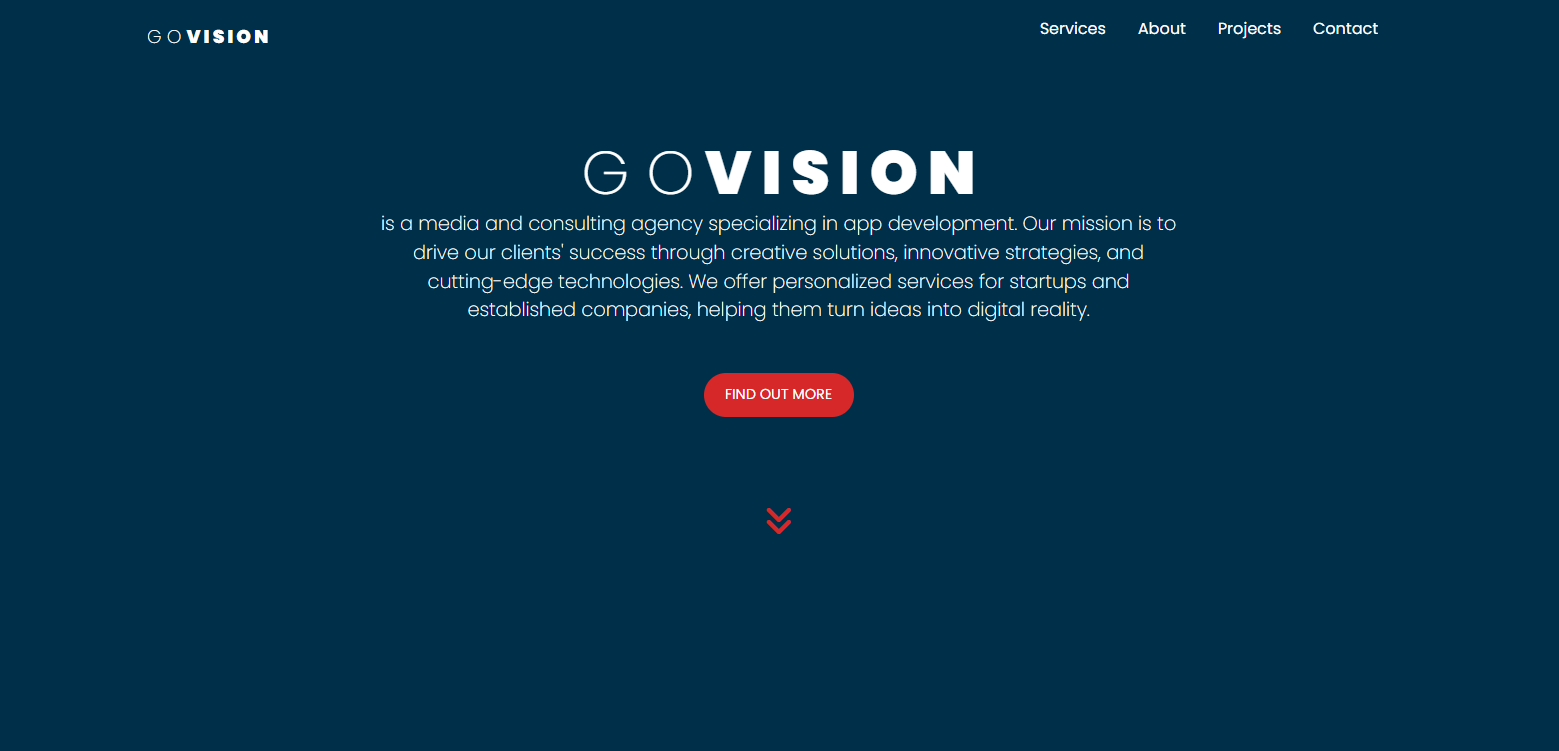 GOVISION
Services About Projects Contact
GOVISION
is a media and consulting agency specializing in app development. Our mission is to
drive our clients' success through creative solutions, innovative strategies, and
cutting-edge technologies. We offer personalized services for startups and
established companies, helping them turn ideas into digital reality.
FIND OUT MORE